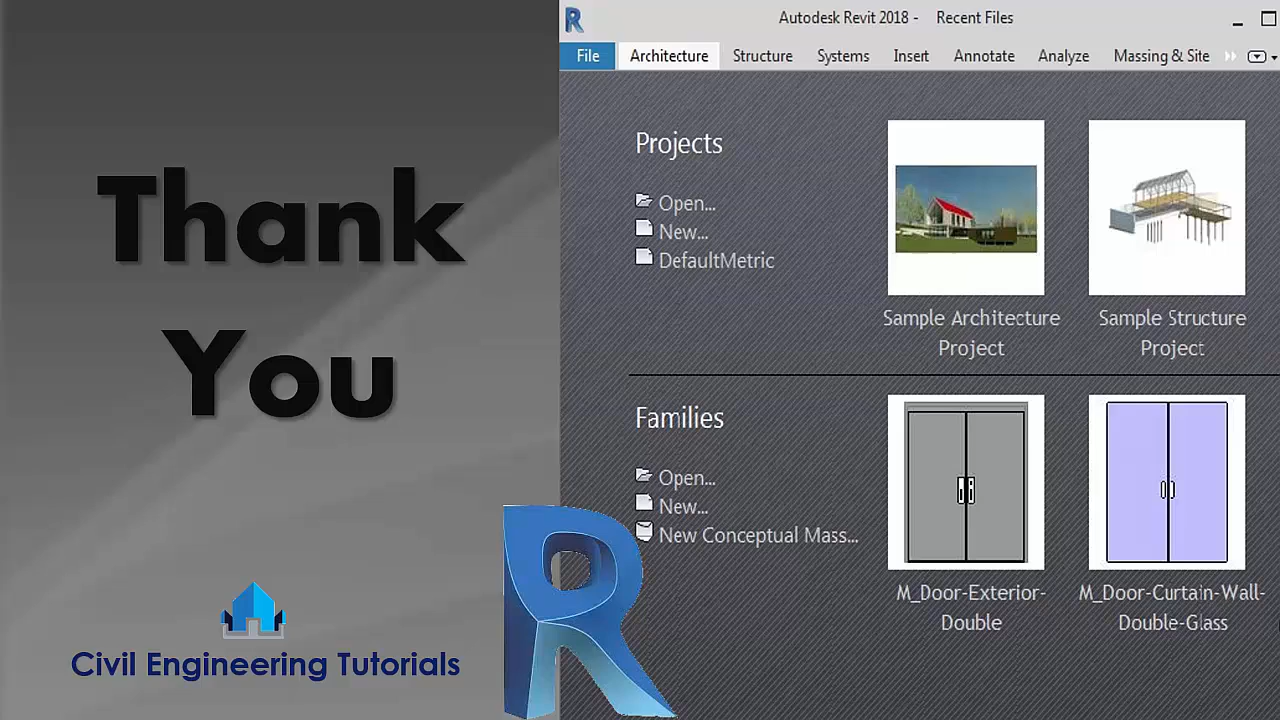 Thank
You
Civil Engineering Tutorials
R
Autodesk Revit 2018 - Recent Files
File Architecture Structure Systems Insert Annotate Analyze Massing & Site
Projects
Open...
New...
DefaultMetric
Sample Architecture
Project
Sample Structure
Project
Families
Open...
New...
New Conceptual Mass...
M_Door-Exterior-
Double
M_Door-Curtain-Wall-
Double-Glass
R